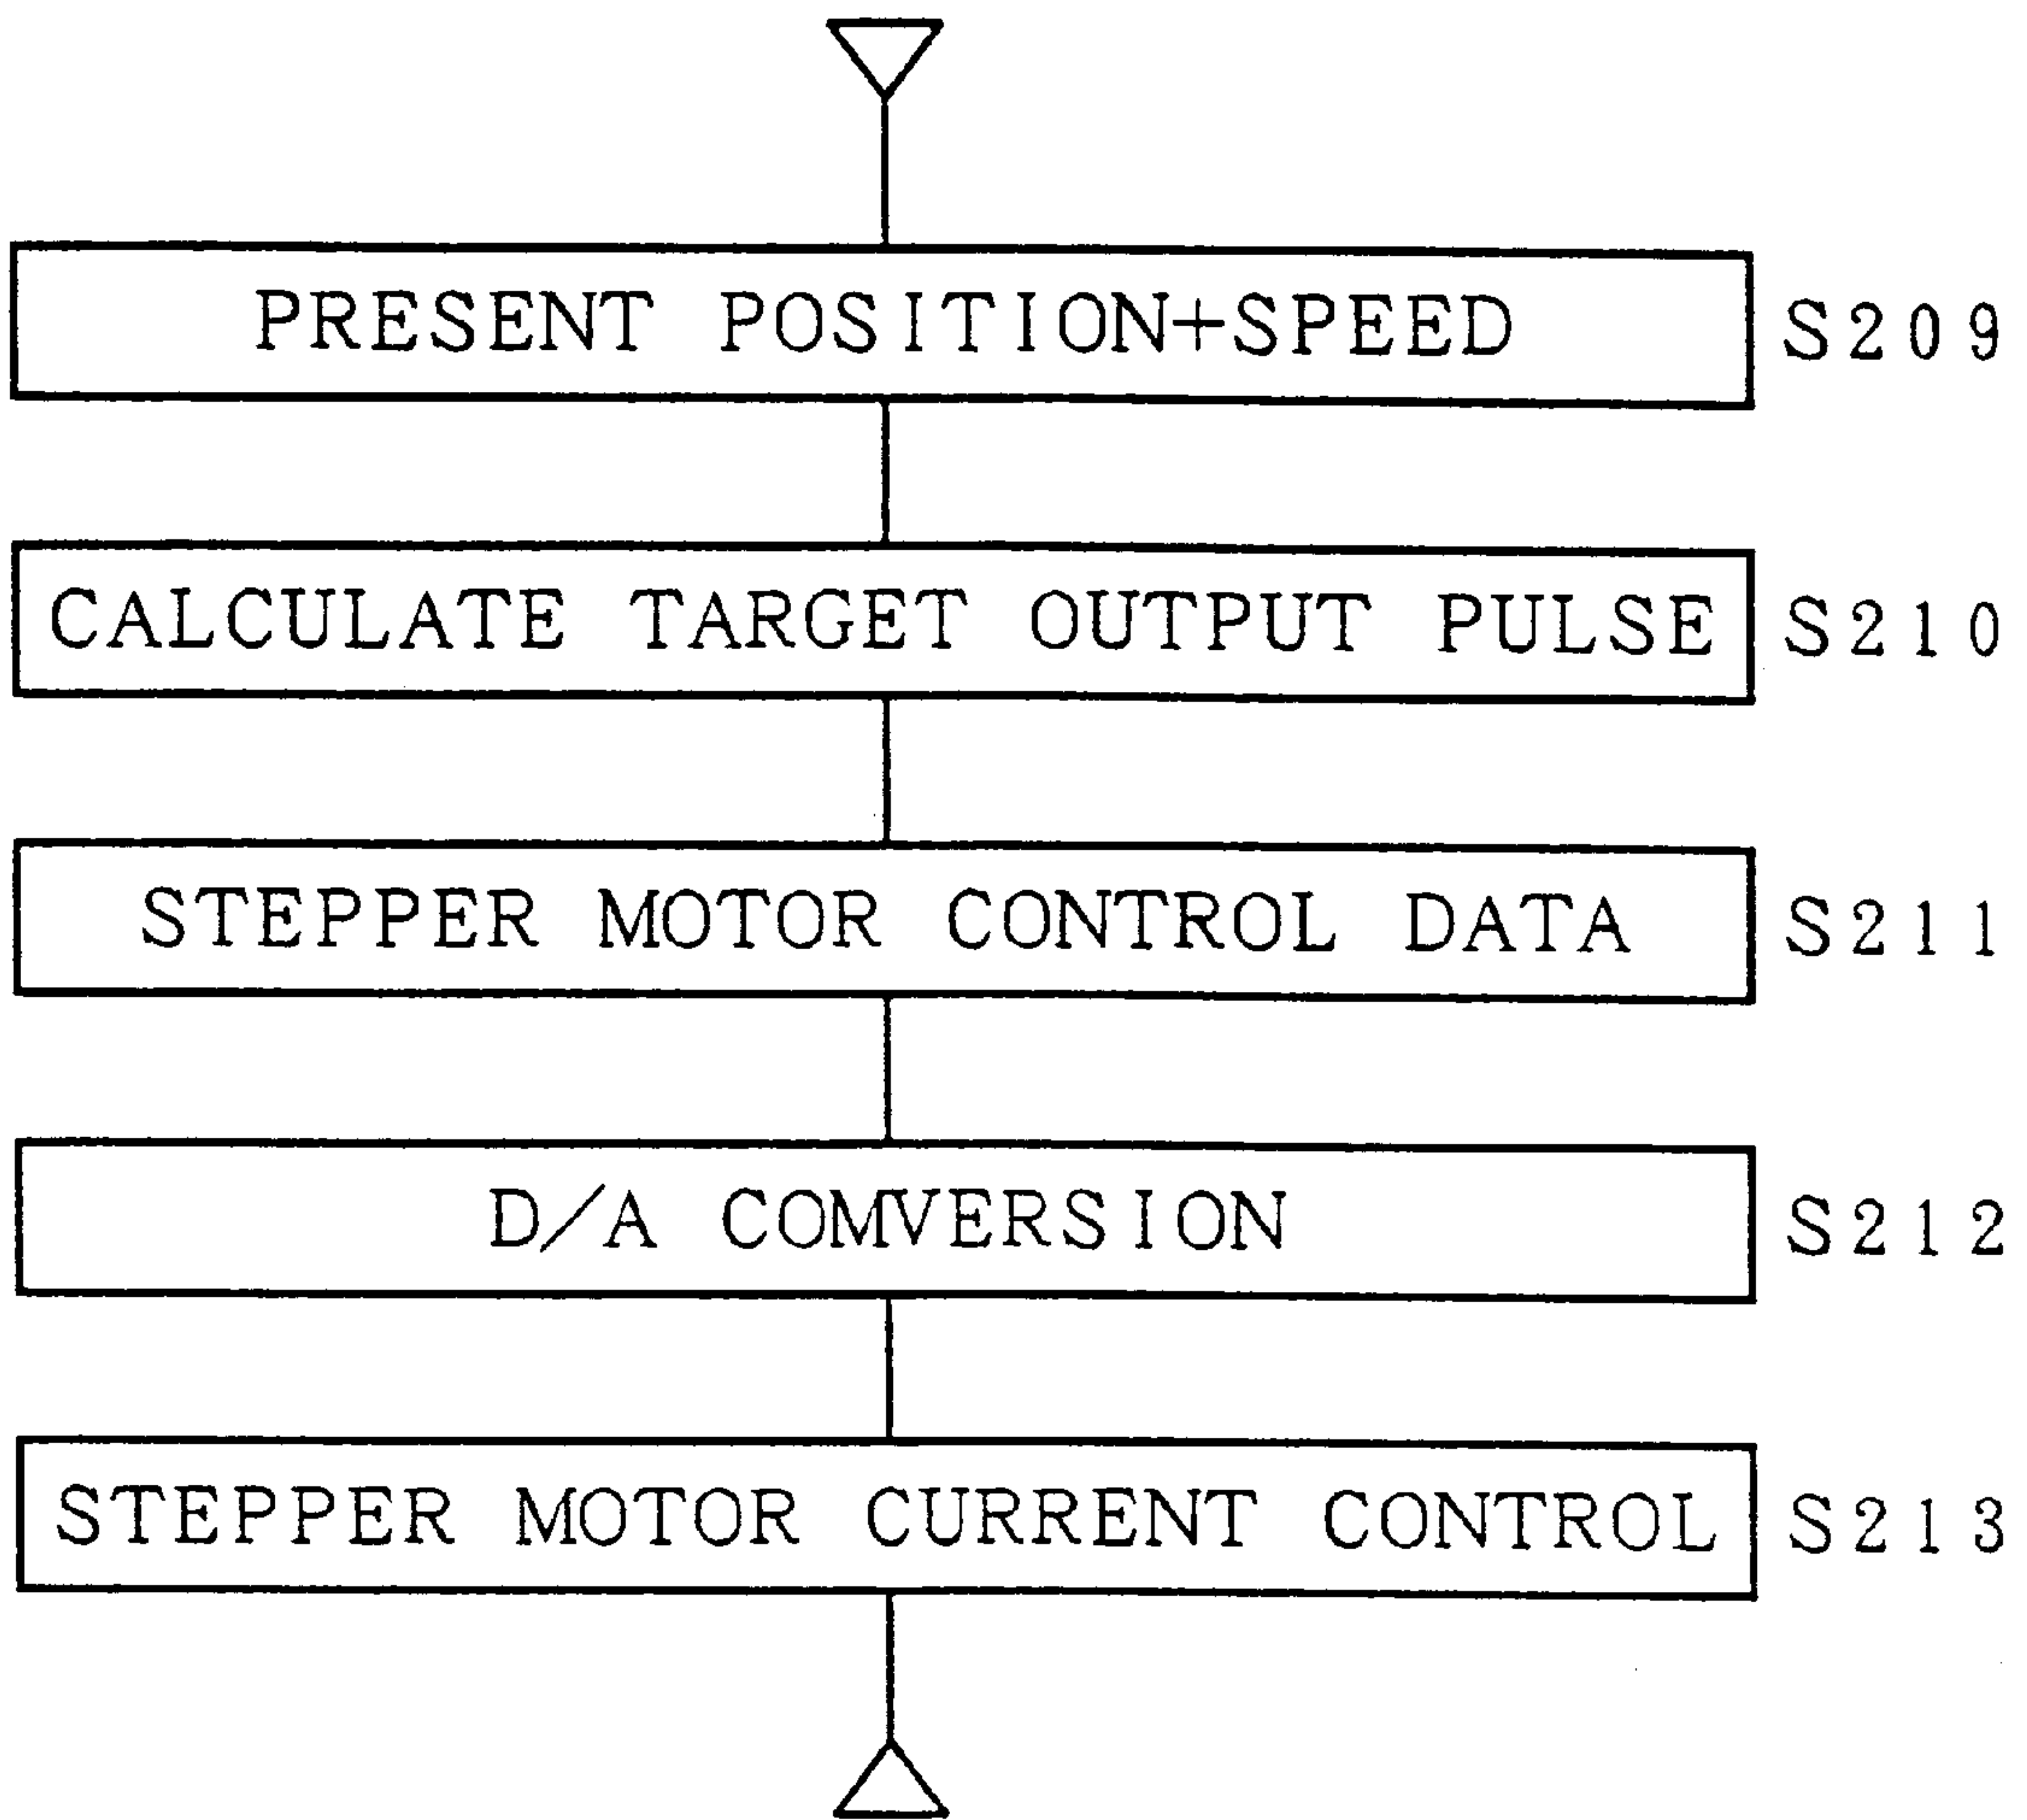 PRESENT POSITION+SPEED S209
CALCULATE TARGET OUTPUT PULSE S210
STEPPER MOTOR CONTROL DATA S211
D/A COMVERSION S212
STEPPER MOTOR CURRENT CONTROL S213